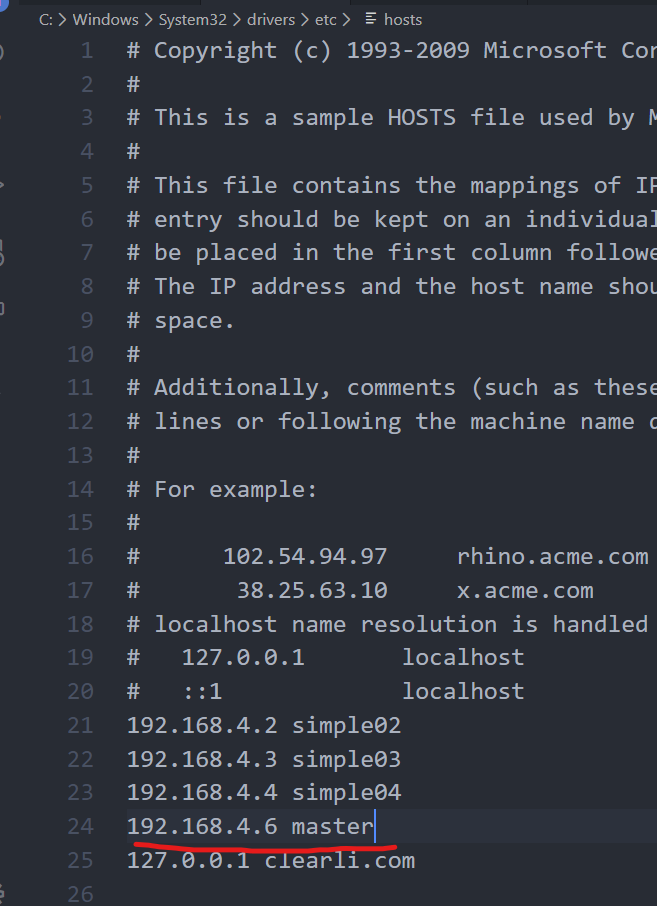 C: > Windows > System32 > drivers > etc > hosts
1 # Copyright (c) 1993-2009 Microsoft
2 #
3 # This is a sample HOSTS file used by
4 #
5 # This file contains the mappings of IP
6 # entry should be kept on an individual
7 # be placed in the first column
8 # The IP address and the host name
9 # space.
10 #
11 # Additionally, comments (such as these
12 # lines or following the machine name
13 #
14 # For example:
15 #
16 # 102.54.94.97 rhino.acme.com
17 # 38.25.63.10 x.acme.com
18 # localhost name resolution is handled
19 # 127.0.0.1 localhost
20 # ::1 localhost
21 192.168.4.2 simple02
22 192.168.4.3 simple03
23 192.168.4.4 simple04
24 192.168.4.6 master
25 127.0.0.1 clearli.com
26